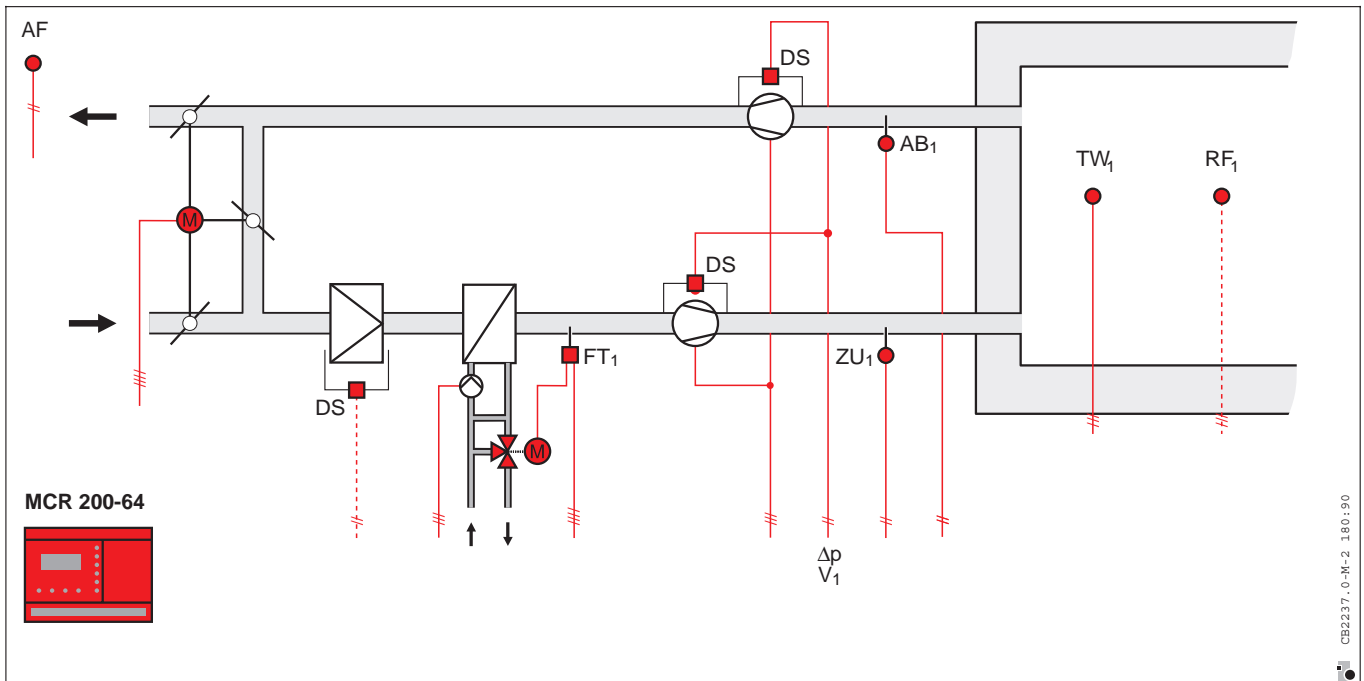 AF
DS
AB1
TW1
RF1
M
DS
FT1
ZU1
DS
M
MCR 200-64
Δp
V1
CB2237.0-M-2 180:90